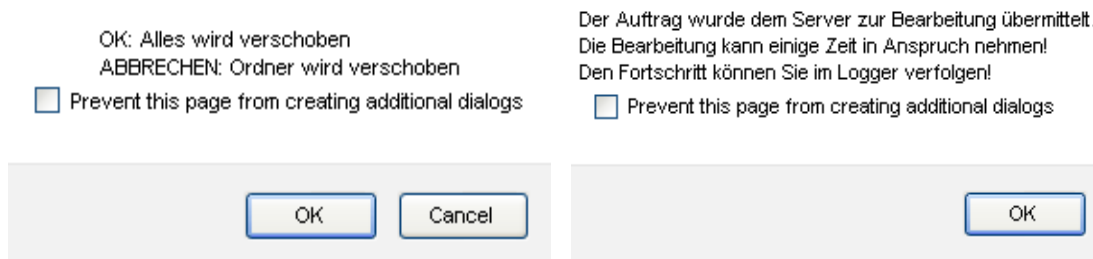 OK: Alles wird verschoben
ABBRECHEN: Ordner wird verschoben
Prevent this page from creating additional dialogs
OK
Cancel
Der Auftrag wurde dem Server zur Bearbeitung übermittelt.
Die Bearbeitung kann einige Zeit in Anspruch nehmen!
Den Fortschritt können Sie im Logger verfolgen!
Prevent this page from creating additional dialogs
OK